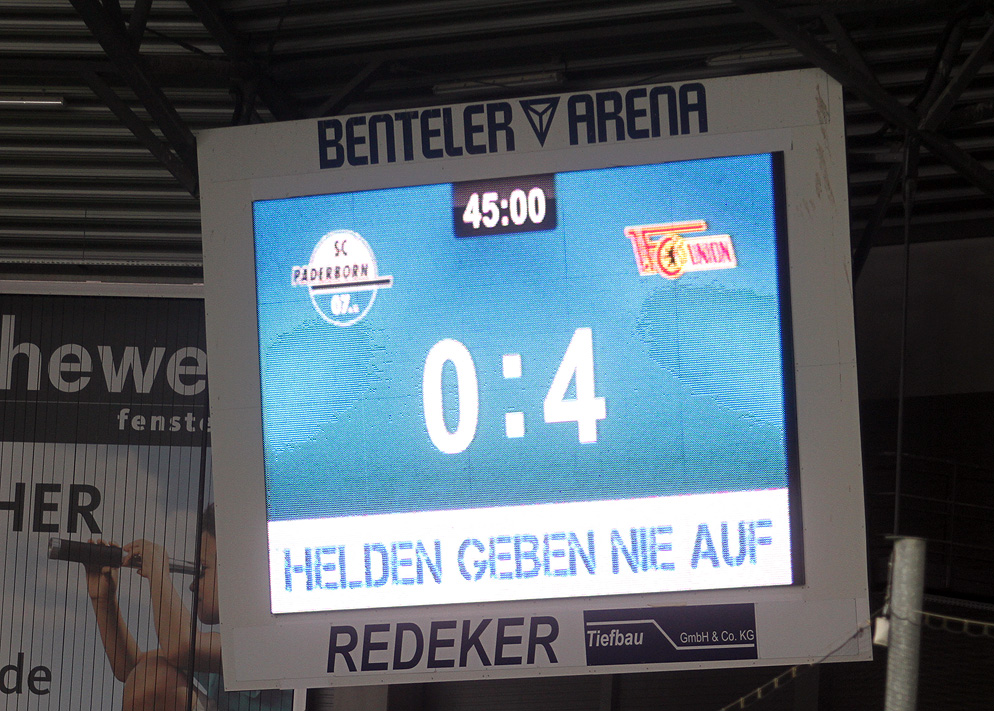 BENTELER ARENA
45:00
SC
PADERBORN
07
1.FC UNION
0:4
HELDEN GEBEN NIE AUF
REDEKER
Tiefbau GmbH & Co. KG
hewe
fenste
HER
de